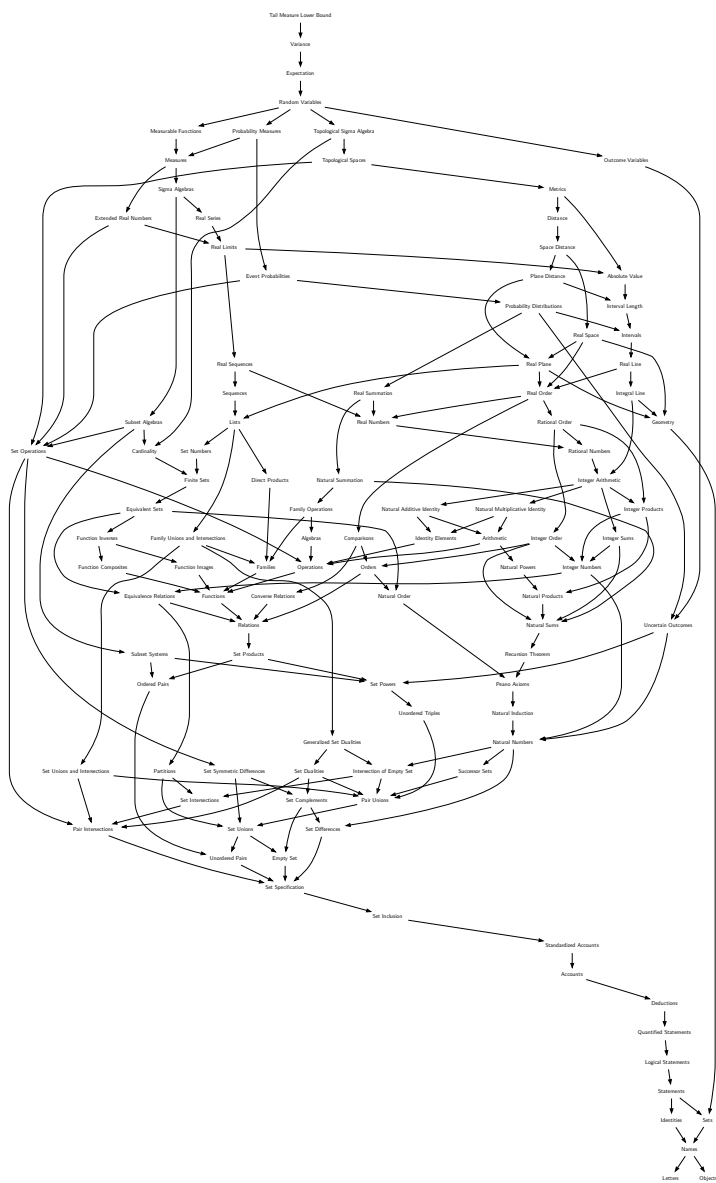 Tail Measure Lower Bound
Variance
Expectation
Random Variables
Measurable Functions
Probability Measures
Topological Sigma Algebra
Measures
Topological Spaces
Outcome Variables
Sigma Algebras
Metrics
Extended Real Numbers
Real Series
Distance
Real Limits
Space Distance
Event Probabilities
Plane Distance
Absolute Value
Probability Distributions
Interval Length
Real Space
Intervals
Real Sequences
Real Plane
Real Line
Sequences
Real Summation
Real Order
Integral Line
Subset Algebras
Lists
Real Numbers
Rational Order
Geometry
Set Operations
Cardinality
Set Numbers
Rational Numbers
Finite Sets
Direct Products
Natural Summation
Integer Arithmetic
Equivalent Sets
Family Operations
Natural Additive Identity
Natural Multiplicative Identity
Integer Products
Function Inverses
Family Unions and Intersections
Algebras
Comparisons
Identity Elements
Arithmetic
Integer Order
Integer Sums
Function Composites
Function Images
Families
Operations
Orders
Natural Powers
Integer Numbers
Equivalence Relations
Functions
Converse Relations
Natural Order
Natural Products
Relations
Natural Sums
Uncertain Outcomes
Subset Systems
Set Products
Recursion Theorem
Ordered Pairs
Set Powers
Peano Axioms
Unordered Triples
Natural Induction
Generalized Set Dualities
Natural Numbers
Set Unions and Intersections
Partitions
Set Symmetric Differences
Set Dualities
Intersection of Empty Set
Successor Sets
Set Intersections
Set Complements
Pair Unions
Pair Intersections
Set Unions
Set Differences
Unordered Pairs
Empty Set
Set Specification
Set Inclusion
Standardized Accounts
Accounts
Deductions
Quantified Statements
Logical Statements
Statements
Identities
Sets
Names
Letters
Objects